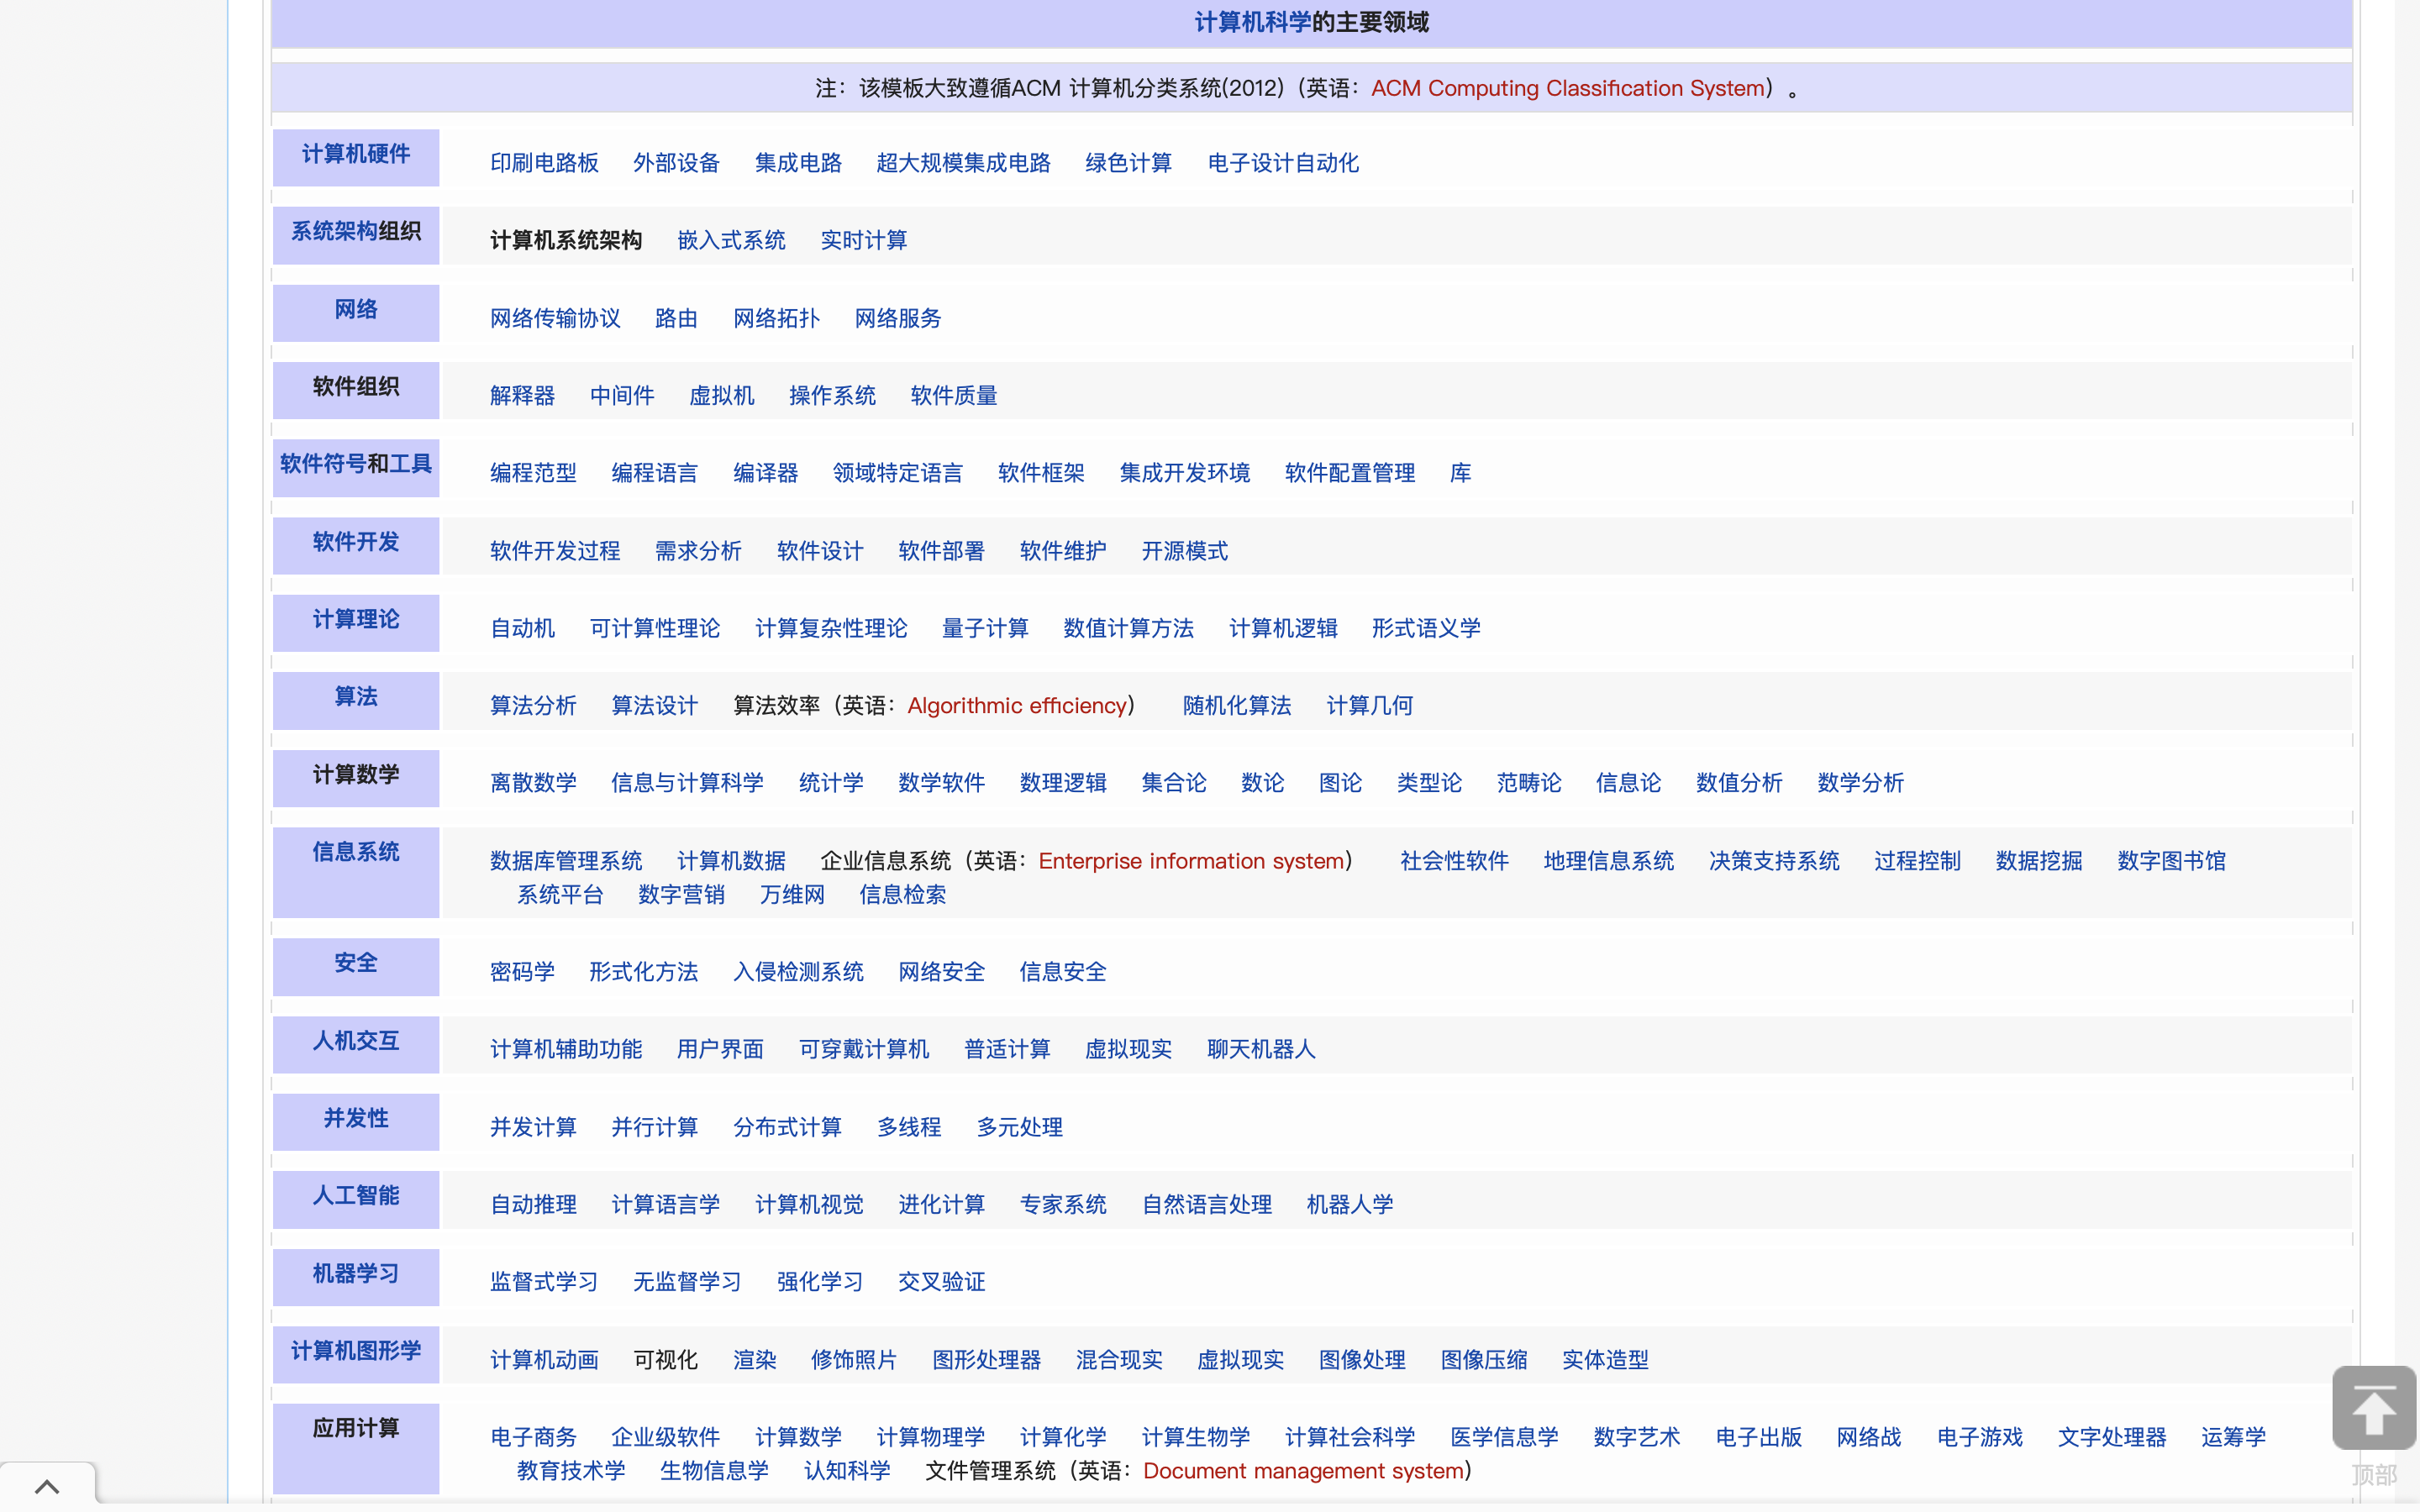 计算机科学的主要领域
注：该模板大致遵循ACM 计算机分类系统(2012)（英语：ACM Computing Classification System）。
计算机硬件
印刷电路板 外部设备 集成电路 超大规模集成电路 绿色计算 电子设计自动化
系统架构组织
计算机系统架构 嵌入式系统 实时计算
网络
网络传输协议 路由 网络拓扑 网络服务
软件组织
解释器 中间件 虚拟机 操作系统 软件质量
软件符号和工具
编程范型 编程语言 编译器 领域特定语言 软件框架 集成开发环境 软件配置管理 库
软件开发
软件开发过程 需求分析 软件设计 软件部署 软件维护 开源模式
计算理论
自动机 可计算性理论 计算复杂性理论 量子计算 数值计算方法 计算机逻辑 形式语义学
算法
算法分析 算法设计 算法效率（英语：Algorithmic efficiency） 随机化算法 计算几何
计算数学
离散数学 信息与计算科学 统计学 数学软件 数理逻辑 集合论 数论 图论 类型论 范畴论 信息论 数值分析 数学分析
信息系统
数据库管理系统 计算机数据 企业信息系统（英语：Enterprise information system） 社会性软件 地理信息系统 决策支持系统 过程控制 数据挖掘 数字图书馆
系统平台 数字营销 万维网 信息检索
安全
密码学 形式化方法 入侵检测系统 网络安全 信息安全
人机交互
计算机辅助功能 用户界面 可穿戴计算机 普适计算 虚拟现实 聊天机器人
并发性
并发计算 并行计算 分布式计算 多线程 多元处理
人工智能
自动推理 计算语言学 计算机视觉 进化计算 专家系统 自然语言处理 机器人学
机器学习
监督式学习 无监督学习 强化学习 交叉验证
计算机图形学
计算机动画 可视化 渲染 修饰照片 图形处理器 混合现实 虚拟现实 图像处理 图像压缩 实体造型
应用计算
电子商务 企业级软件 计算数学 计算物理学 计算化学 计算生物学 计算社会科学 医学信息学 数字艺术 电子出版 网络战 电子游戏 文字处理器 运筹学
教育技术学 生物信息学 认知科学 文件管理系统（英语：Document management system）
顶部